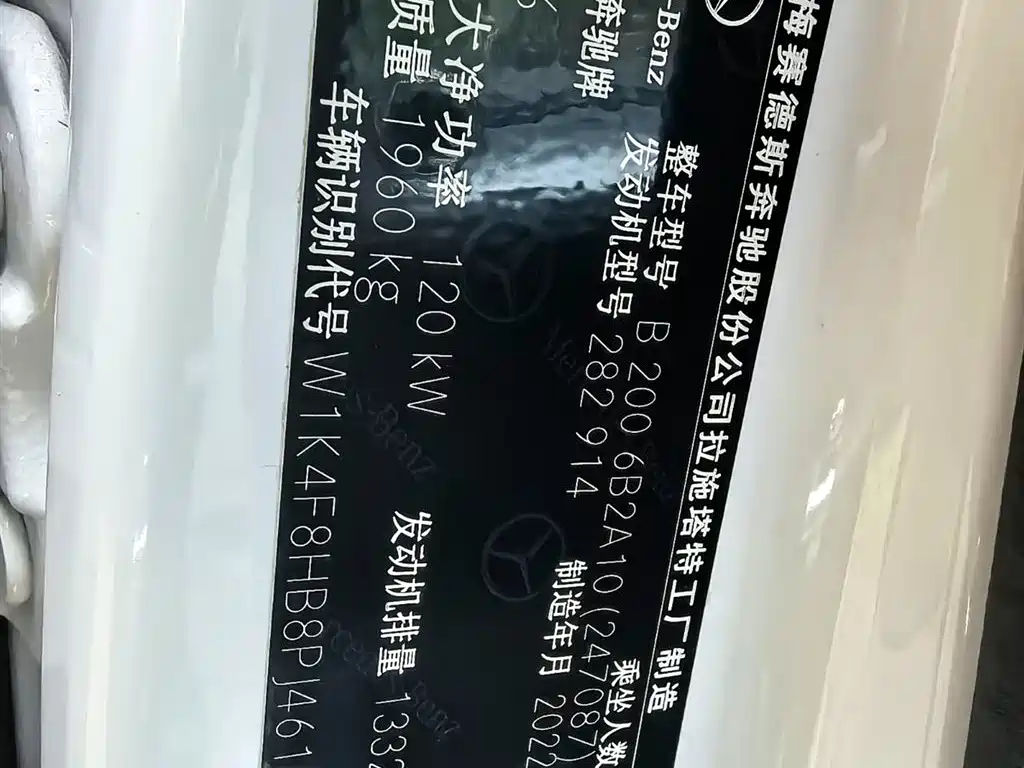 梅赛德斯奔驰股份公司拉施塔特工厂制造
-Benz 整车型号 B 200 6B2A10(247087) 乘坐人数
奔驰牌 发动机型号 282 914 制造年月 2022
大净功率 120 kW 发动机排量 1332
质量 1960 kg
车辆识别代号 W1K4F8HB8PJ461